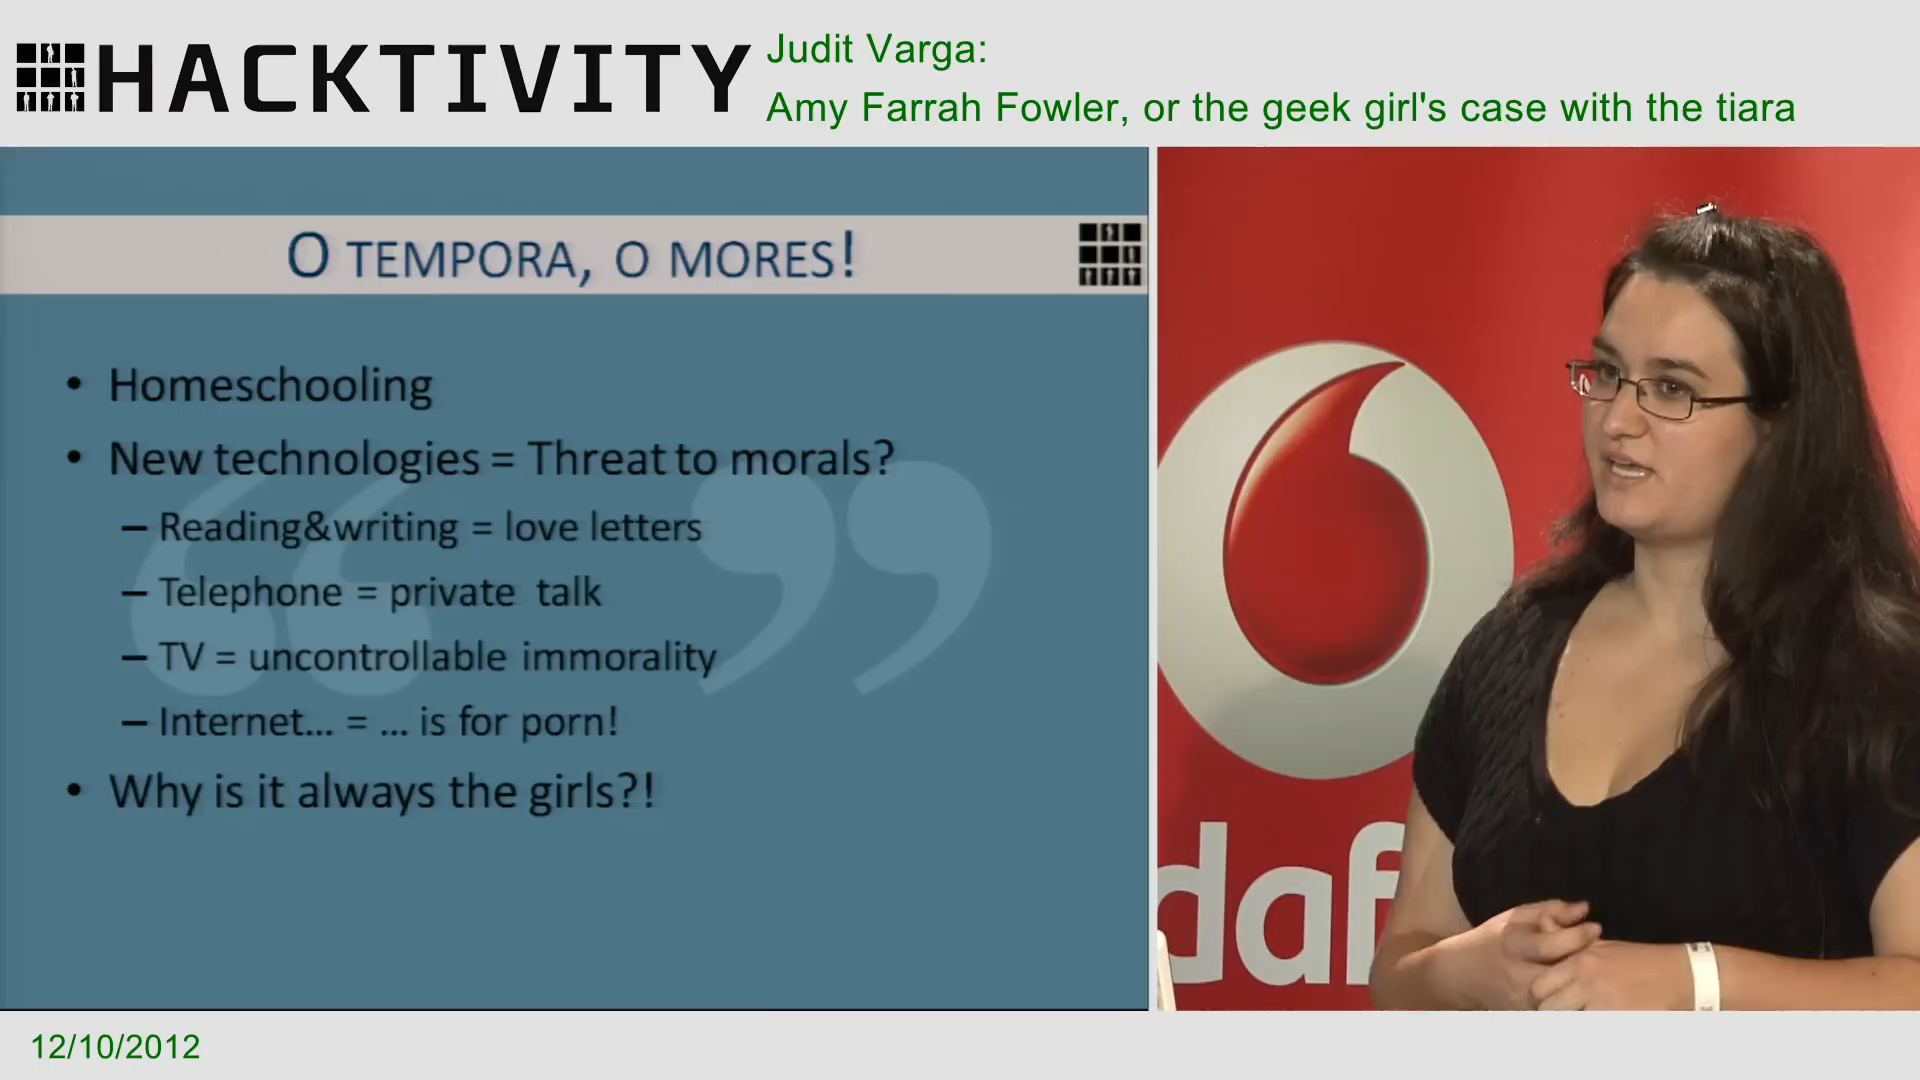 HACKTIVITY
Judit Varga:
Amy Farrah Fowler, or the geek girl's case with the tiara
O TEMPORA, O MORES!
• Homeschooling
• New technologies = Threat to morals?
– Reading&writing = love letters
– Telephone = private talk
– TV = uncontrollable immorality
– Internet... = ... is for porn!
• Why is it always the girls?!
daf
12/10/2012